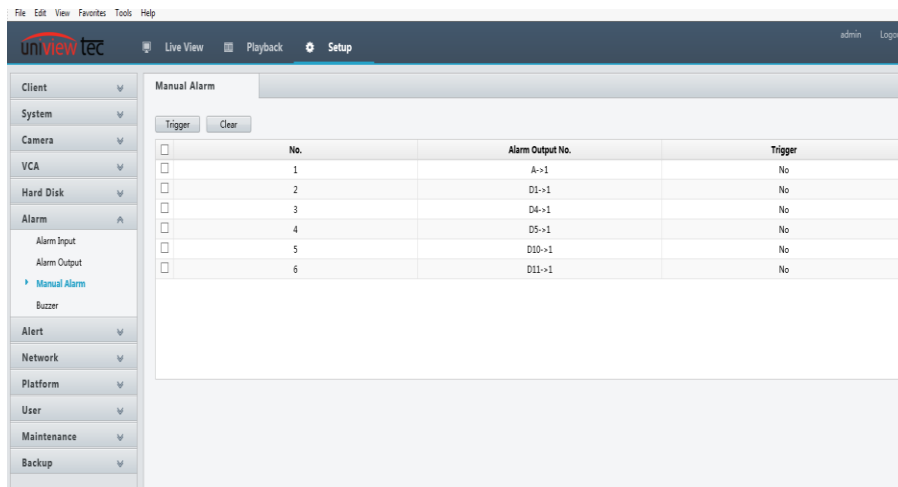 File Edit View Favorites Tools Help
uniview tec Live View Playback Setup admin
Client
System
Camera
VCA
Hard Disk
Alarm
Alarm Input
Alarm Output
Manual Alarm
Buzzer
Alert
Network
Platform
User
Maintenance
Backup
Manual Alarm
Trigger Clear
No. Alarm Output No. Trigger
1 A->1 No
2 D1->1 No
3 D4->1 No
4 D5->1 No
5 D10->1 No
6 D11->1 No